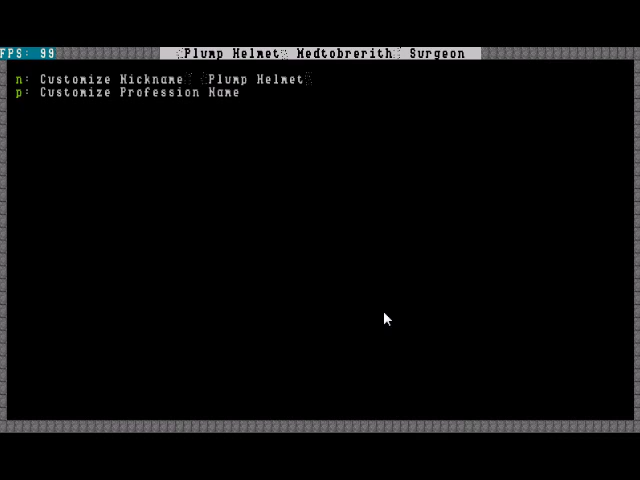 FPS: 99
Plump Helmet Medtobrerith Surgeon
n: Customize Nickname Plump Helmet
p: Customize Profession Name